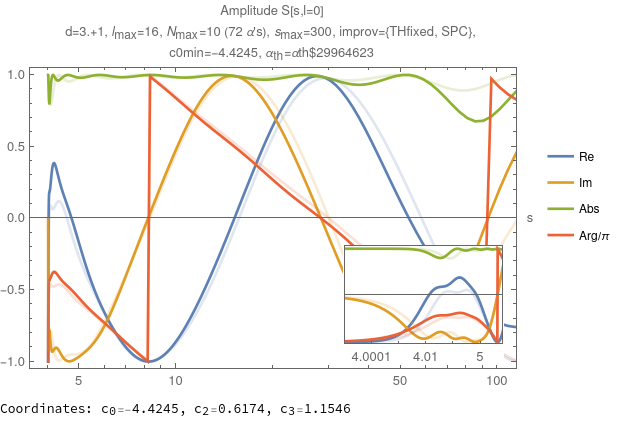 Amplitude S[s,l=0]
d=3.+1, lmax=16, Nmax=10 (72 α's), smax=300, improv={THfixed, SPC},
c0min=−4.4245, αth=αth$29964623
1.0
0.5
0.0
−0.5
−1.0
s
Re
Im
Abs
Arg/π
4.0001 4.01 5
5 10 50 100
Coordinates: c0=-4.4245, c2=0.6174, c3=1.1546